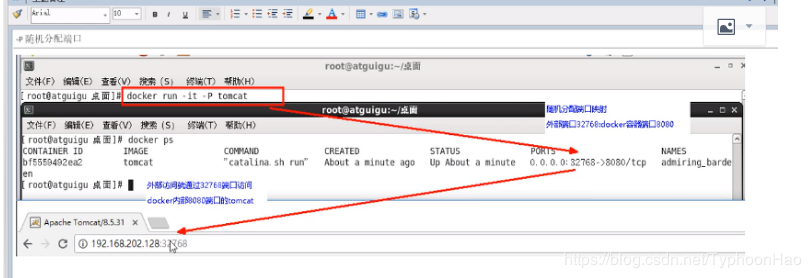 Arial
10
B I U
#随机分配端口
root@atguigu:~/桌面
文件(F) 编辑(E) 查看(V) 搜索 (S) 终端(T) 帮助(H)
[root@atguigu 桌面]# docker run -it -P tomcat
root@atguigu:~/桌面
文件(F) 编辑(E) 查看(V) 搜索 (S) 终端(T) 帮助(H)
随机分配端口映射
外部端口32768:docker容器端口8080
[root@atguigu 桌面]# docker ps
CONTAINER ID IMAGE COMMAND CREATED STATUS PORTS NAMES
bf5559492ea2 tomcat "catalina.sh run" About a minute ago Up About a minute 0.0.0.0:32768->8080/tcp admiring_barde
en
[root@atguigu 桌面]#
外部访问就通过32768端口访问
docker内部8080端口的tomcat
Apache Tomcat/8.5.31
192.168.202.128:32768
https://blog.csdn.net/TyphoonHao